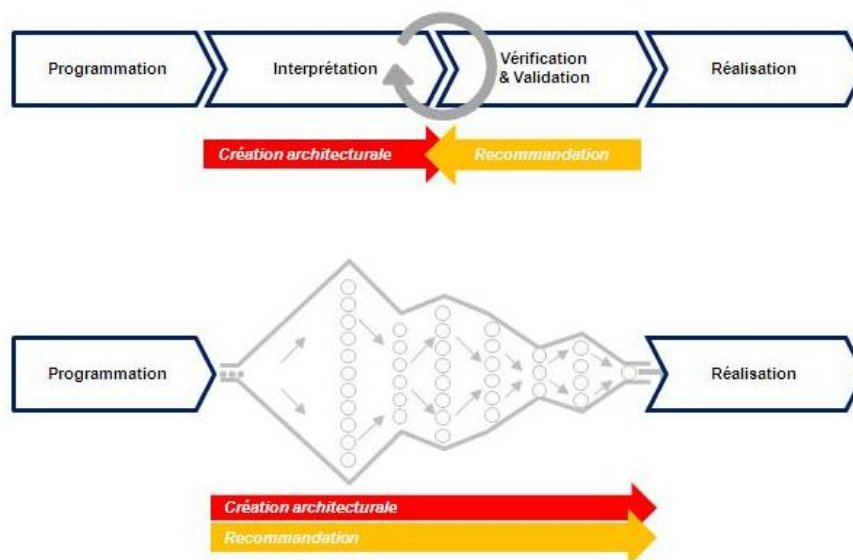 Programmation
Interprétation
Vérification
& Validation
Réalisation
Création architecturale
Recommandation
Programmation
Réalisation
Création architecturale
Recommandation